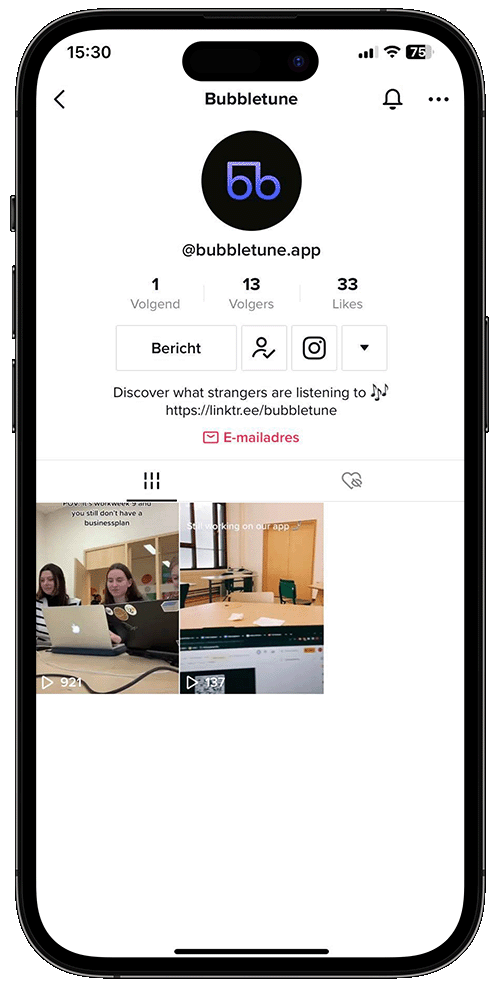 15:30
75
Bubbletune
@bubbletune.app
1
13
33
Volgend
Volgers
Likes
Bericht
Discover what strangers are listening to 🎶
https://linktr.ee/bubbletune
E-mailadres
POV: it's workweek 9 and
you still don't have a
businessplan
Still working on our app
921
137